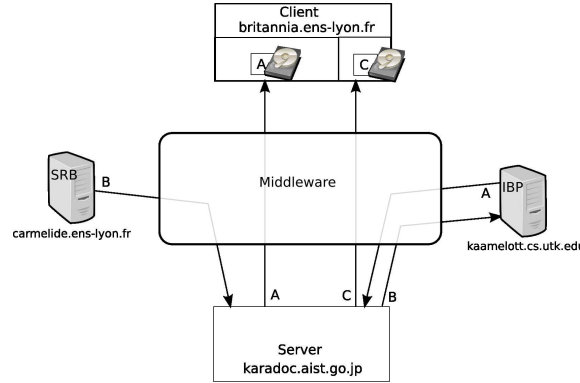 Client
britannia.ens-lyon.fr
A
C
SRB
B
Middleware
A
IBP
carmelide.ens-lyon.fr
kaamelott.cs.utk.edu
A
C
B
Server
karadoc.aist.go.jp